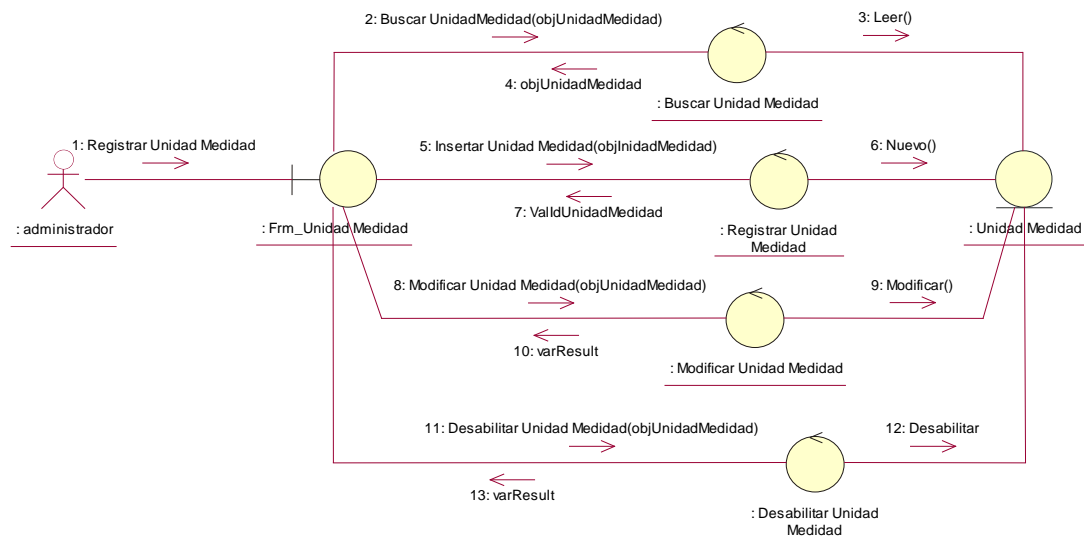 2: Buscar UnidadMedidad(objUnidadMedidad)
3: Leer()
4: objUnidadMedidad
: Buscar Unidad Medidad
1: Registrar Unidad Medidad
5: Insertar Unidad Medidad(objInidadMedidad)
6: Nuevo()
7: ValIdUnidadMedidad
: administrador
: Frm_Unidad Medidad
: Registrar Unidad
Medidad
: Unidad Medidad
8: Modificar Unidad Medidad(objUnidadMedidad)
9: Modificar()
10: varResult
: Modificar Unidad Medidad
11: Desabilitar Unidad Medidad(objUnidadMedidad)
12: Desabilitar
13: varResult
: Desabilitar Unidad
Medidad